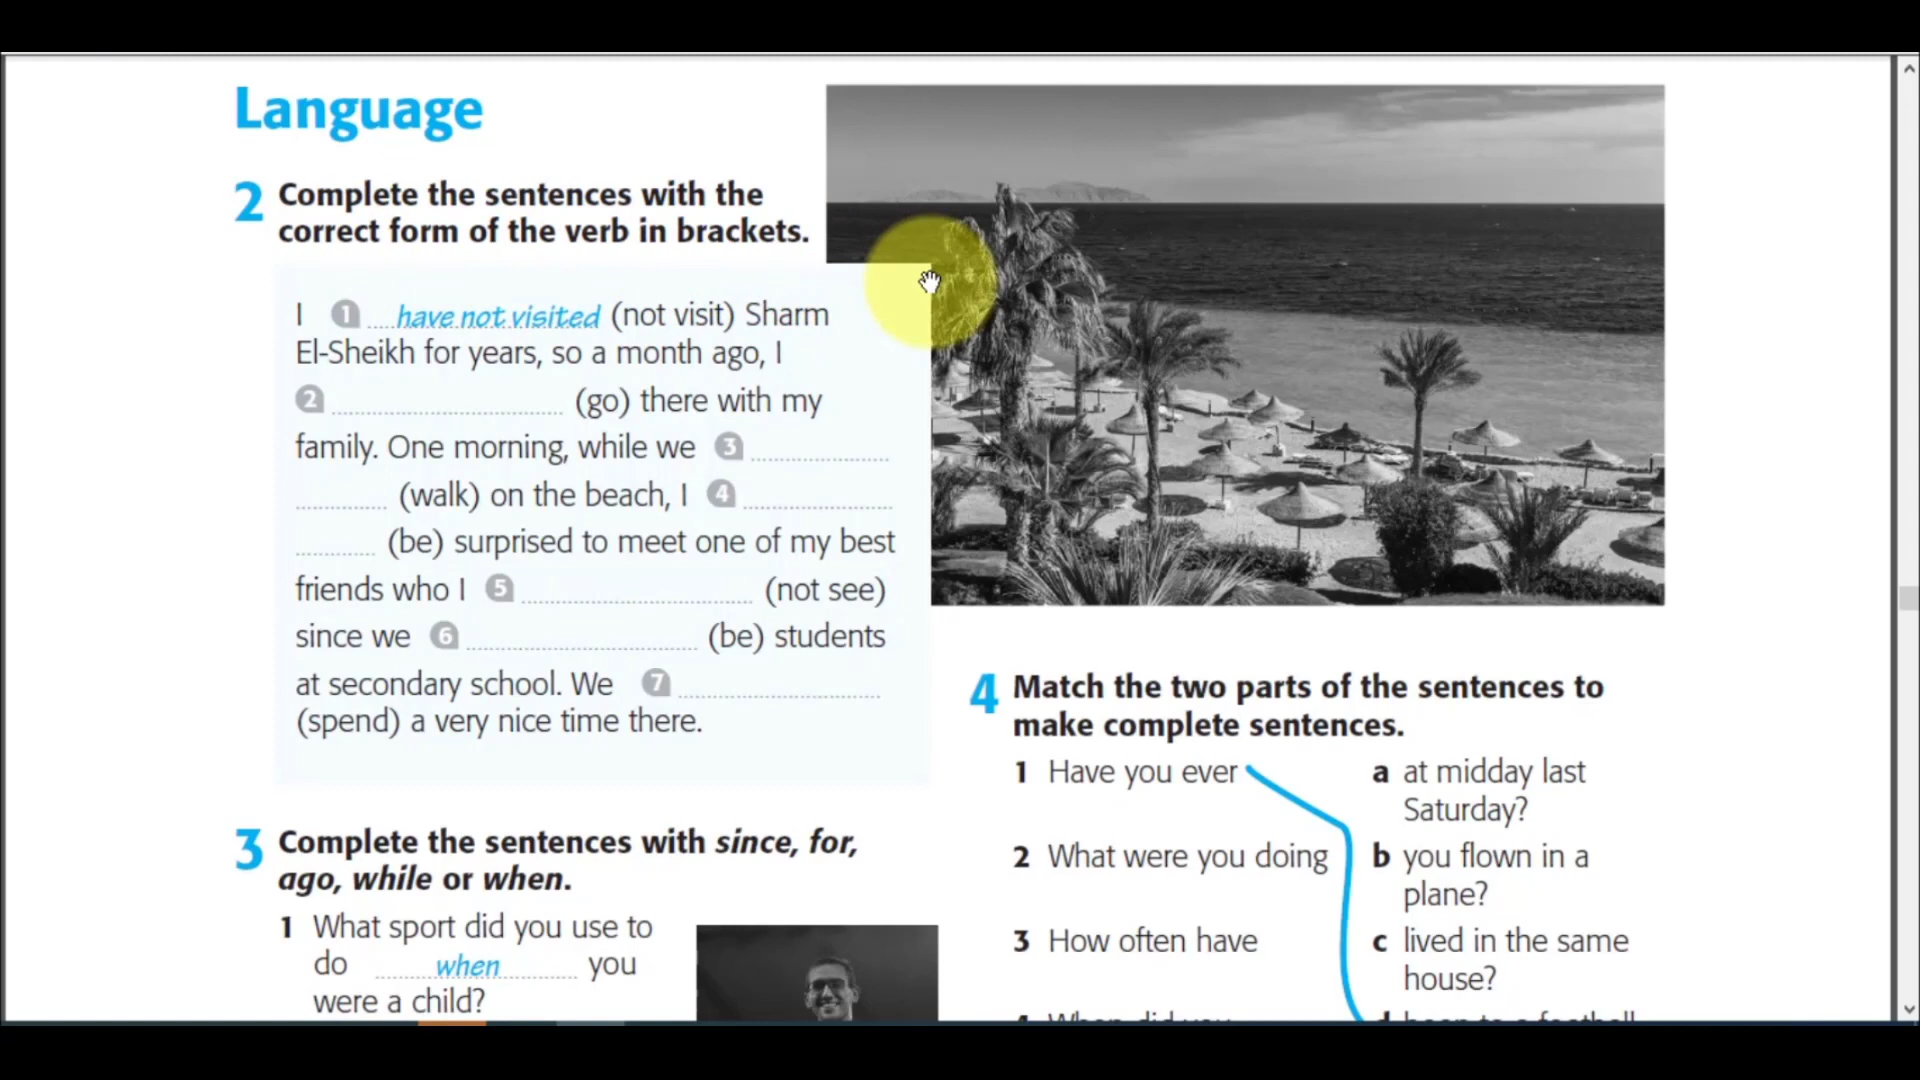 Language
2 Complete the sentences with the
correct form of the verb in brackets.
I 1 have not visited (not visit) Sharm
El-Sheikh for years, so a month ago, I
2 (go) there with my
family. One morning, while we 3
(walk) on the beach, I 4
(be) surprised to meet one of my best
friends who I 5 (not see)
since we 6 (be) students
at secondary school. We 7
(spend) a very nice time there.
3 Complete the sentences with since, for,
ago, while or when.
1 What sport did you use to
do when you
were a child?
4 Match the two parts of the sentences to
make complete sentences.
1 Have you ever
2 What were you doing
3 How often have
4 When did you
a at midday last
Saturday?
b you flown in a
plane?
c lived in the same
house?
d been to a football